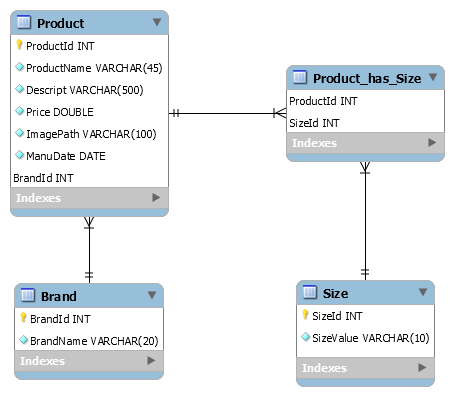 Product
ProductId INT
ProductName VARCHAR(45)
Descript VARCHAR(500)
Price DOUBLE
ImagePath VARCHAR(100)
ManuDate DATE
BrandId INT
Indexes
Product_has_Size
ProductId INT
SizeId INT
Indexes
Brand
BrandId INT
BrandName VARCHAR(20)
Indexes
Size
SizeId INT
SizeValue VARCHAR(10)
Indexes